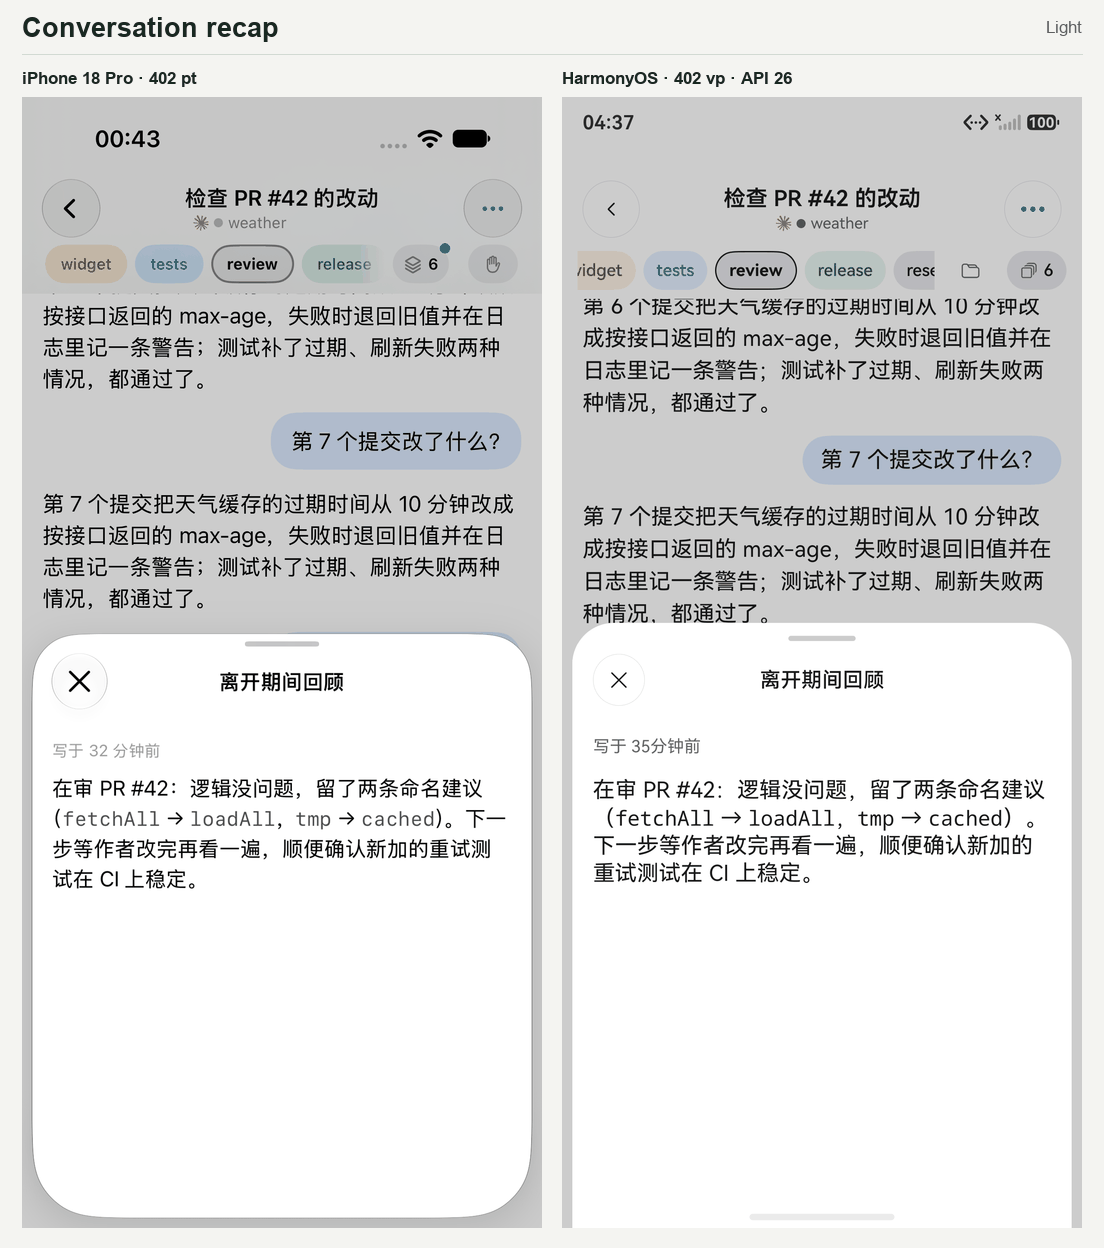 Conversation recap
Light
iPhone 18 Pro · 402 pt
00:43
检查 PR #42 的改动
weather
widget
tests
review
release
6
按接口返回的 max-age，失败时退回旧值并在日
志里记一条警告；测试补了过期、刷新失败两种
情况，都通过了。
第 7 个提交改了什么？
第 7 个提交把天气缓存的过期时间从 10 分钟改成
按接口返回的 max-age，失败时退回旧值并在日
志里记一条警告；测试补了过期、刷新失败两种
情况，都通过了。
离开期间回顾
写于 32 分钟前
在审 PR #42：逻辑没问题，留了两条命名建议
（fetchAll → loadAll，tmp → cached）。下一
步等作者改完再看一遍，顺便确认新加的重试测
试在 CI 上稳定。
HarmonyOS · 402 vp · API 26
04:37
100
检查 PR #42 的改动
weather
vidget
tests
review
release
rese
6
第 6 个提交把天气缓存的过期时间从 10 分钟改
成按接口返回的 max-age，失败时退回旧值并在
日志里记一条警告；测试补了过期、刷新失败两
种情况，都通过了。
第 7 个提交改了什么？
第 7 个提交把天气缓存的过期时间从 10 分钟改
成按接口返回的 max-age，失败时退回旧值并在
日志里记一条警告；测试补了过期、刷新失败两
种情况，都通过了。
离开期间回顾
写于 35分钟前
在审 PR #42：逻辑没问题，留了两条命名建议
（fetchAll → loadAll，tmp → cached）。
下一步等作者改完再看一遍，顺便确认新加的
重试测试在 CI 上稳定。